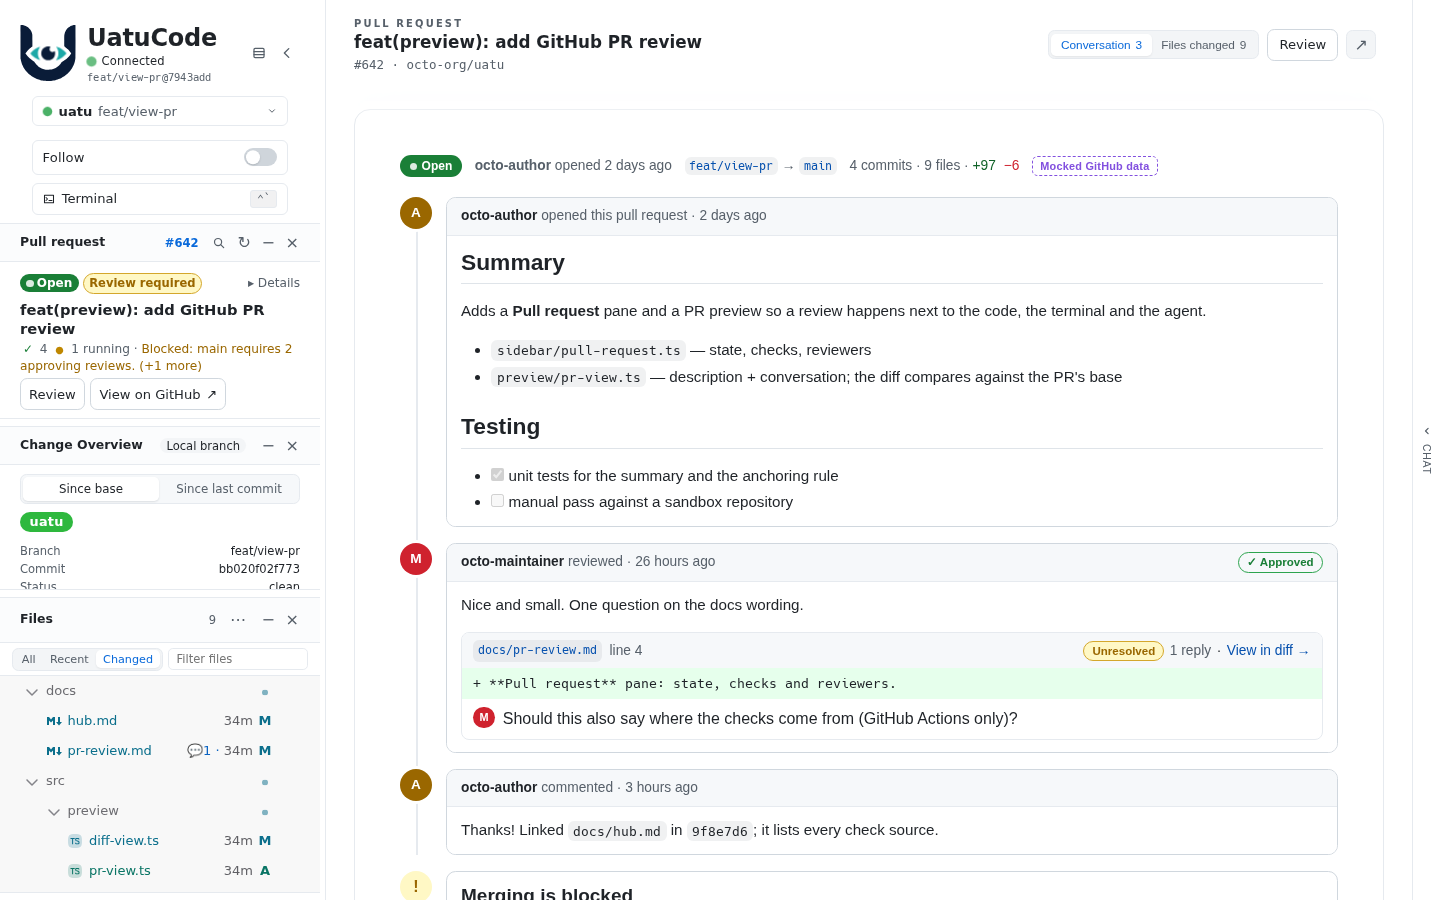 UatuCode
Connected
feat/view-pr@7943add
uatu feat/view-pr
Follow
Terminal ^`
Pull request #642
Open Review required ▸ Details
feat(preview): add GitHub PR review
✓ 4 ● 1 running · Blocked: main requires 2
approving reviews. (+1 more)
Review View on GitHub ↗
Change Overview Local branch
Since base Since last commit
uatu
Branch feat/view-pr
Commit bb020f02f773
Status clean
Files 9 ...
All Recent Changed Filter files
docs
hub.md 34m M
pr-review.md 💬1 · 34m M
src
preview
TS diff-view.ts 34m M
TS pr-view.ts 34m A
PULL REQUEST
feat(preview): add GitHub PR review
#642 · octo-org/uatu
Conversation 3 Files changed 9 Review ↗
Open octo-author opened 2 days ago feat/view-pr → main 4 commits · 9 files · +97 −6 Mocked GitHub data
A octo-author opened this pull request · 2 days ago
Summary
Adds a Pull request pane and a PR preview so a review happens next to the code, the terminal and the agent.
• sidebar/pull-request.ts — state, checks, reviewers
• preview/pr-view.ts — description + conversation; the diff compares against the PR's base
Testing
• unit tests for the summary and the anchoring rule
• manual pass against a sandbox repository
M octo-maintainer reviewed · 26 hours ago ✓ Approved
Nice and small. One question on the docs wording.
docs/pr-review.md line 4 Unresolved 1 reply · View in diff →
+ **Pull request** pane: state, checks and reviewers.
M Should this also say where the checks come from (GitHub Actions only)?
A octo-author commented · 3 hours ago
Thanks! Linked docs/hub.md in 9f8e7d6; it lists every check source.
! Merging is blocked
CHAT